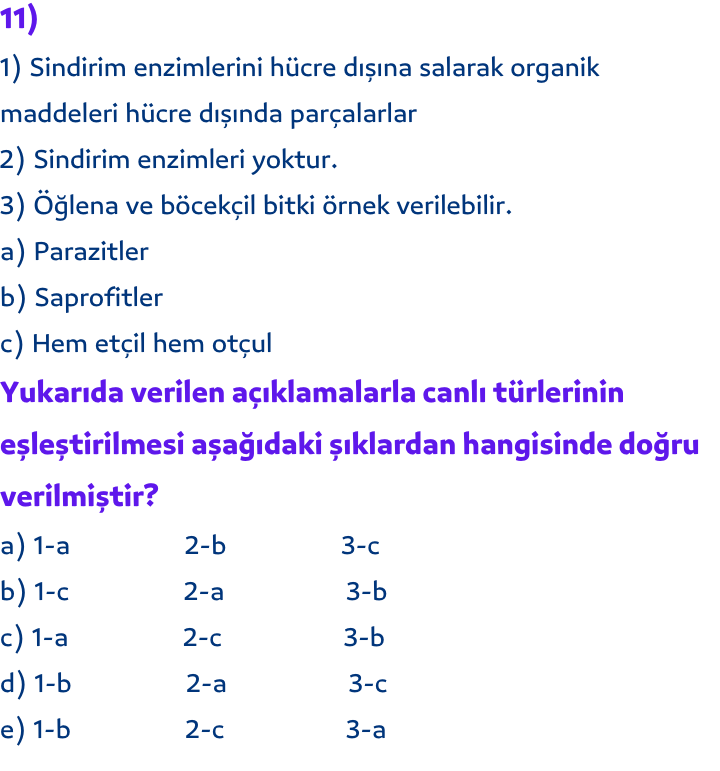 11)
1) Sindirim enzimlerini hücre dışına salarak organik
maddeleri hücre dışında parçalarlar
2) Sindirim enzimleri yoktur.
3) Öğlena ve böcekçil bitki örnek verilebilir.
a) Parazitler
b) Saprofitler
c) Hem etçil hem otçul
Yukarıda verilen açıklamalarla canlı türlerinin
eşleştirilmesi aşağıdaki şıklardan hangisinde doğru
verilmiştir?
a) 1-a 2-b 3-c
b) 1-c 2-a 3-b
c) 1-a 2-c 3-b
d) 1-b 2-a 3-c
e) 1-b 2-c 3-a